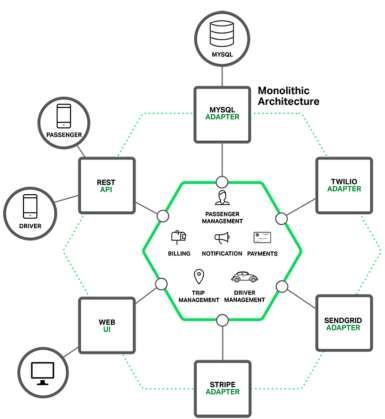 MYSQL
Monolithic
Architecture
MYSQL
ADAPTER
PASSENGER
REST
API
TWILIO
ADAPTER
PASSENGER
MANAGEMENT
DRIVER
BILLING
NOTIFICATION
PAYMENTS
TRIP
MANAGEMENT
DRIVER
MANAGEMENT
WEB
UI
SENDGRID
ADAPTER
STRIPE
ADAPTER